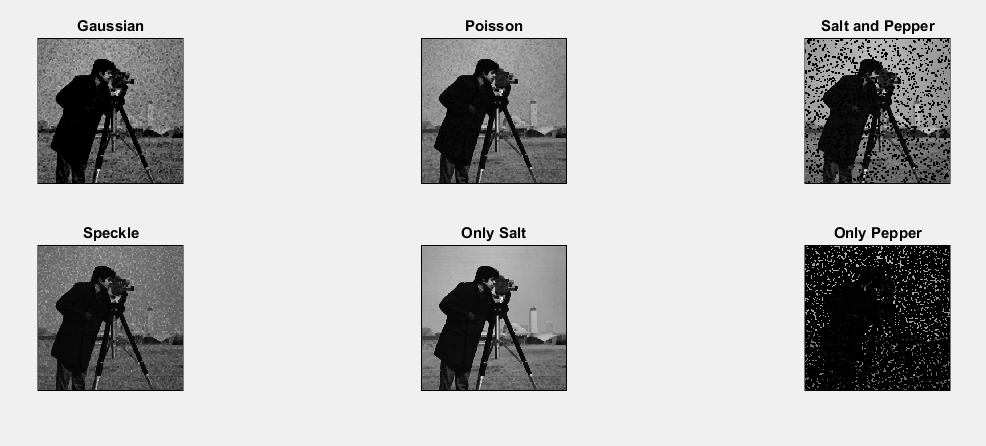 Gaussian
Poisson
Salt and Pepper
Speckle
Only Salt
Only Pepper